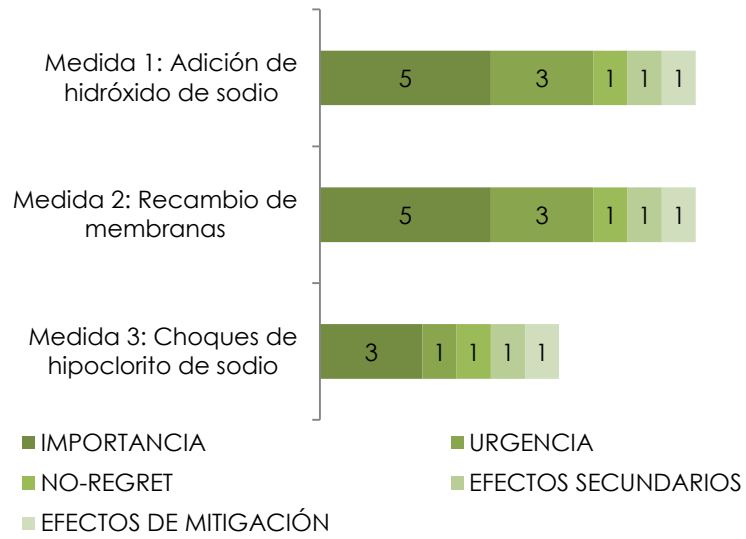 Medida 1: Adición de
hidróxido de sodio
5 3 1 1 1
Medida 2: Recambio de
membranas
5 3 1 1 1
Medida 3: Choques de
hipoclorito de sodio
3 1 1 1 1
IMPORTANCIA
URGENCIA
NO-REGRET
EFECTOS SECUNDARIOS
EFECTOS DE MITIGACIÓN